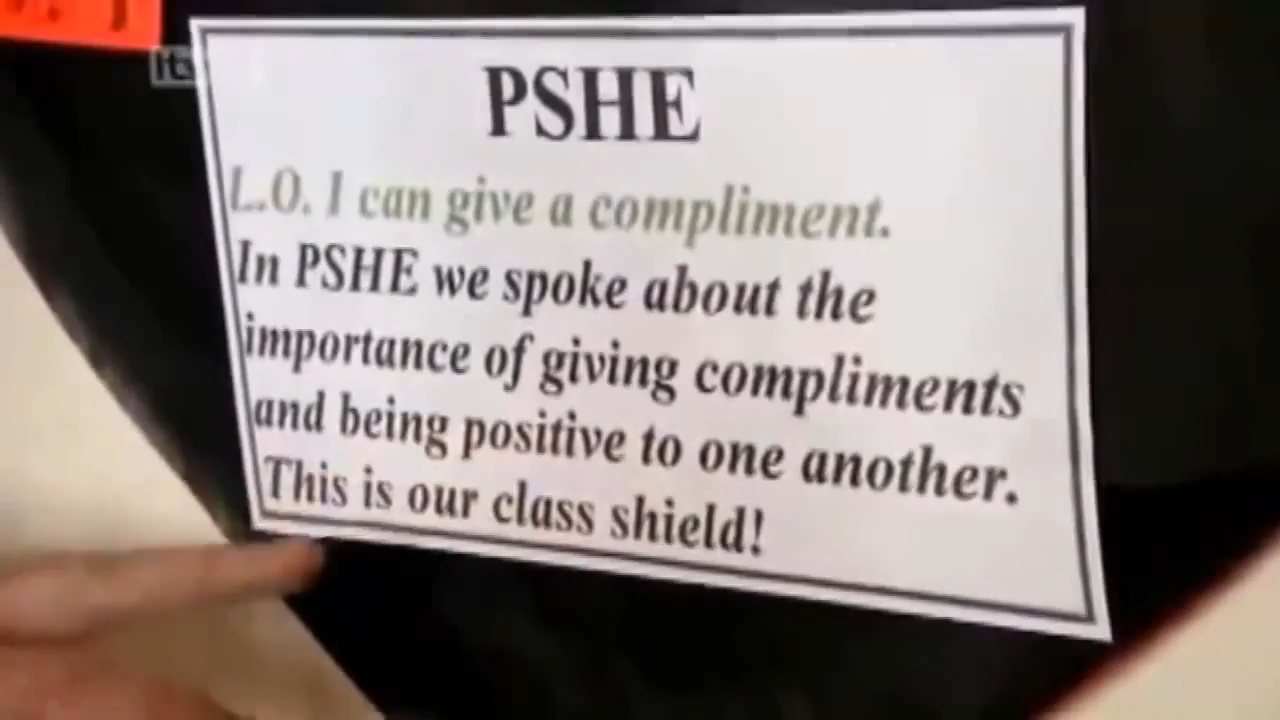 itv
PSHE
L.O. I can give a compliment.
In PSHE we spoke about the
importance of giving compliments
and being positive to one another.
This is our class shield!